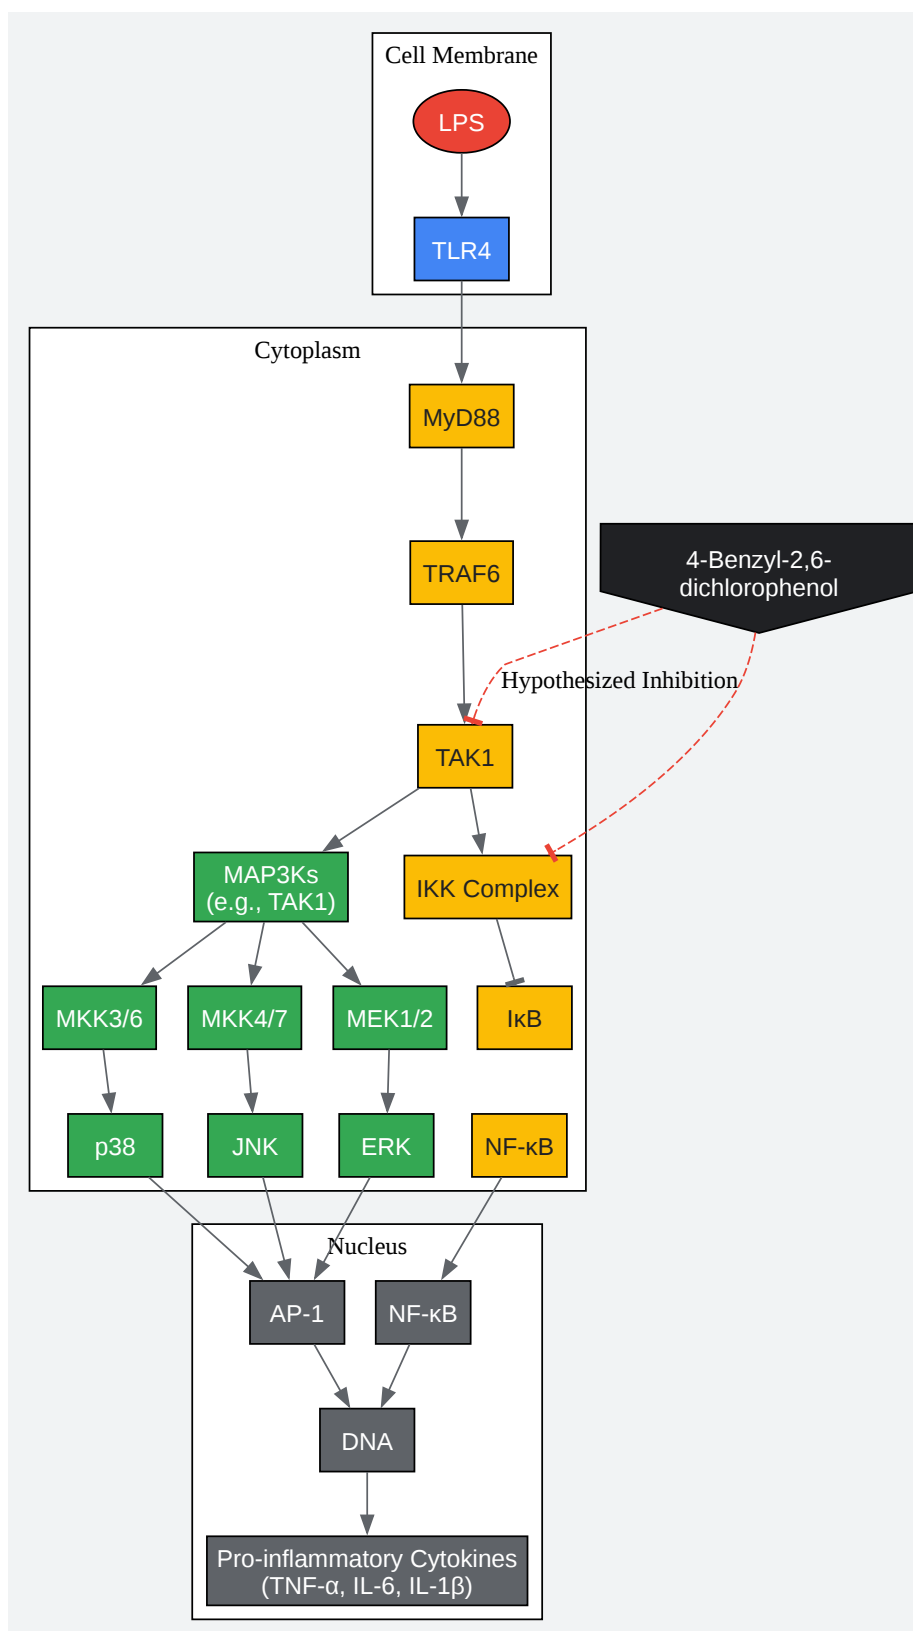 Cell Membrane
LPS
TLR4
Cytoplasm
MyD88
TRAF6
4-Benzyl-2,6-
dichlorophenol
Hypothesized Inhibition
TAK1
MAP3Ks
(e.g., TAK1)
IKK Complex
MKK3/6
MKK4/7
MEK1/2
IκB
p38
JNK
ERK
NF-κB
Nucleus
AP-1
NF-κB
DNA
Pro-inflammatory Cytokines
(TNF-α, IL-6, IL-1β)